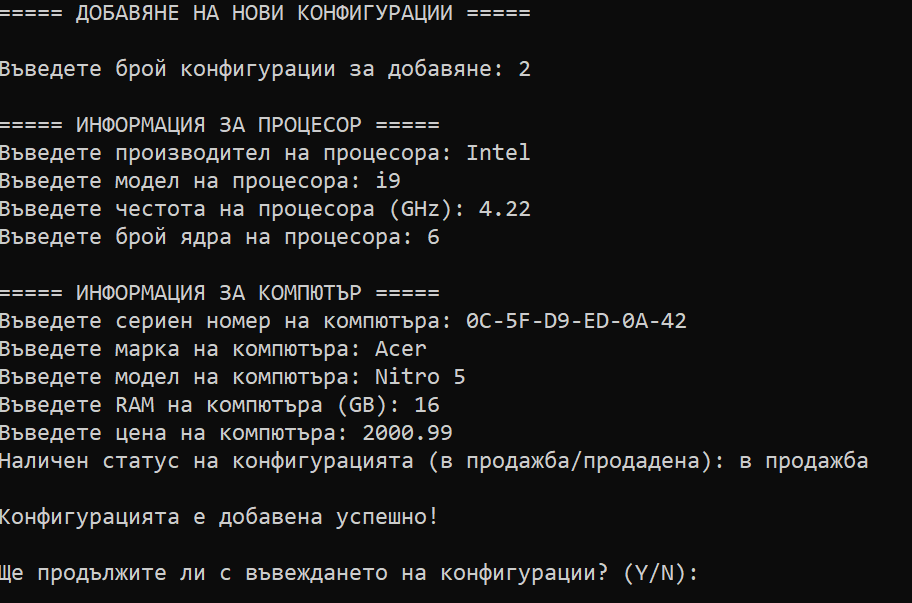 ===== ДОБАВЯНЕ НА НОВИ КОНФИГУРАЦИИ =====
Въведете брой конфигурации за добавяне: 2
===== ИНФОРМАЦИЯ ЗА ПРОЦЕСОР =====
Въведете производител на процесора: Intel
Въведете модел на процесора: i9
Въведете честота на процесора (GHz): 4.22
Въведете брой ядра на процесора: 6
===== ИНФОРМАЦИЯ ЗА КОМПЮТЪР =====
Въведете сериен номер на компютъра: 0C-5F-D9-ED-0A-42
Въведете марка на компютъра: Acer
Въведете модел на компютъра: Nitro 5
Въведете RAM на компютъра (GB): 16
Въведете цена на компютъра: 2000.99
Наличен статус на конфигурацията (в продажба/продадена): в продажба
Конфигурацията е добавена успешно!
Ще продължите ли с въвеждането на конфигурации? (Y/N):